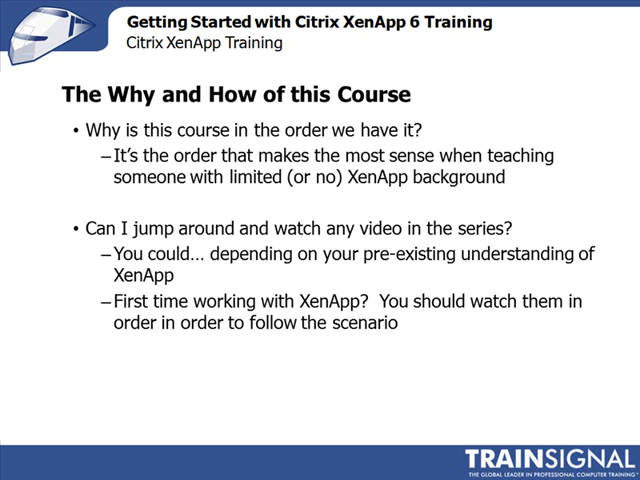 Getting Started with Citrix XenApp 6 Training
Citrix XenApp Training
The Why and How of this Course
• Why is this course in the order we have it?
– It's the order that makes the most sense when teaching
someone with limited (or no) XenApp background
• Can I jump around and watch any video in the series?
– You could... depending on your pre-existing understanding of
XenApp
– First time working with XenApp? You should watch them in
order in order to follow the scenario
TRAINSIGNAL
THE GLOBAL LEADER IN PROFESSIONAL COMPUTER TRAINING™